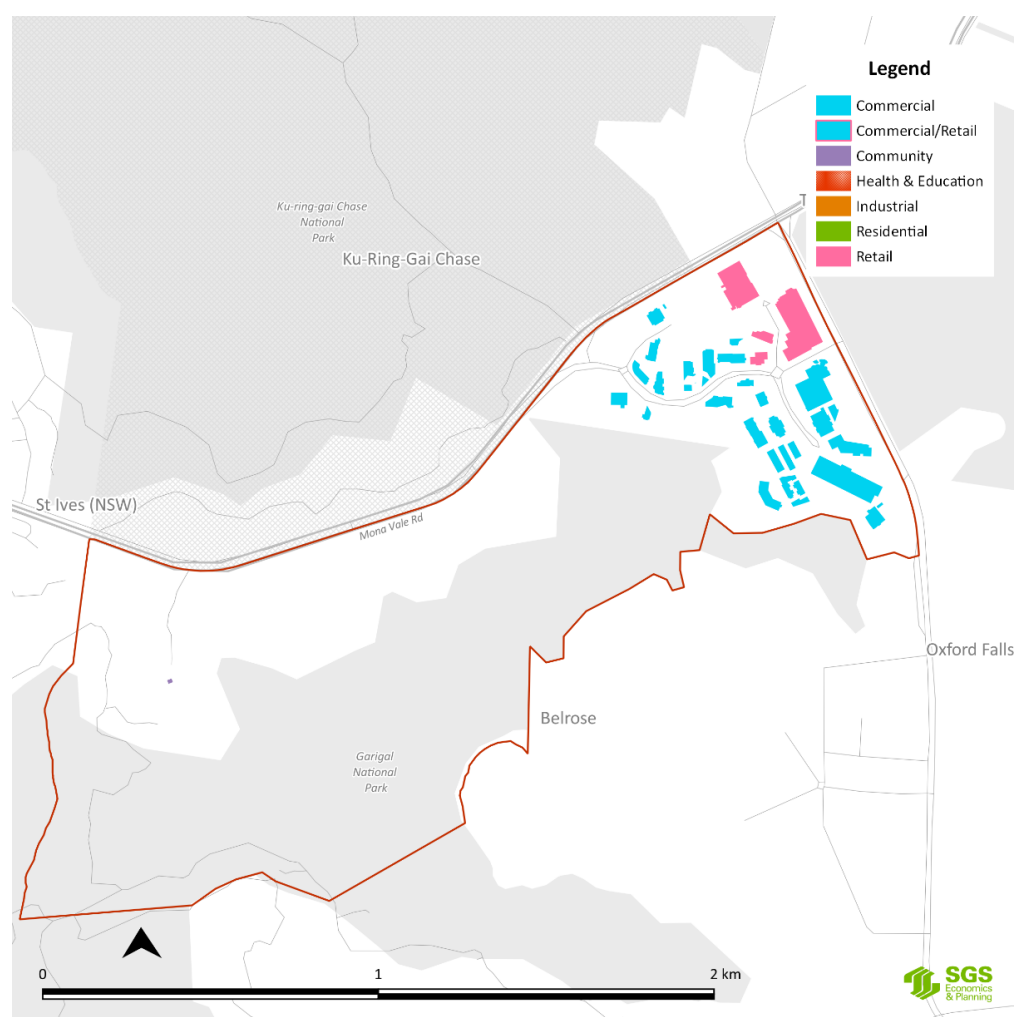 Legend
Commercial
Commercial/Retail
Community
Health & Education
Industrial
Residential
Retail
T
Ku-ring-gai Chase
National
Park
Ku-Ring-Gai Chase
St Ives (NSW)
Mona Vale Rd
Oxford Falls
Belrose
Garigal
National
Park
0 1 2 km
SGS
Economics
& Planning